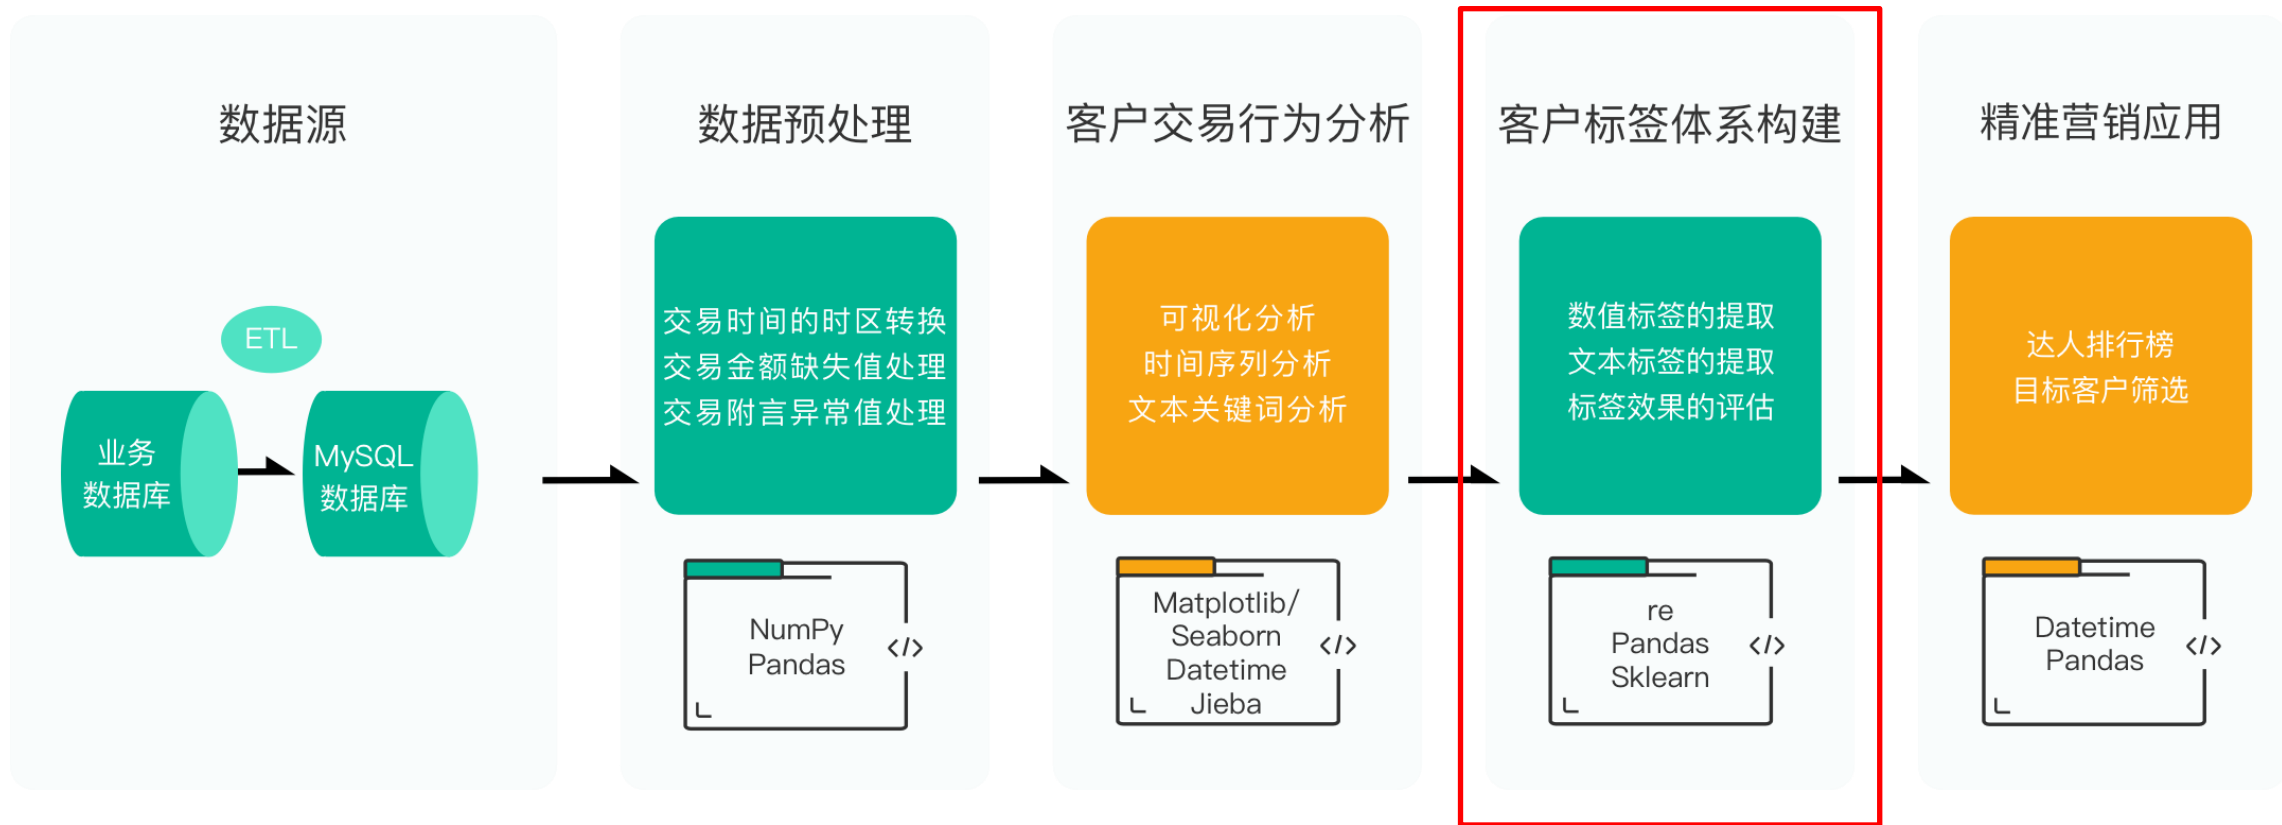 数据源
ETL
业务
数据库
MySQL
数据库
数据预处理
交易时间的时区转换
交易金额缺失值处理
交易附言异常值处理
NumPy
Pandas
</>
客户交易行为分析
可视化分析
时间序列分析
文本关键词分析
Matplotlib/
Seaborn
Datetime
Jieba
</>
客户标签体系构建
数值标签的提取
文本标签的提取
标签效果的评估
re
Pandas
Sklearn
</>
精准营销应用
达人排行榜
目标客户筛选
Datetime
Pandas
</>